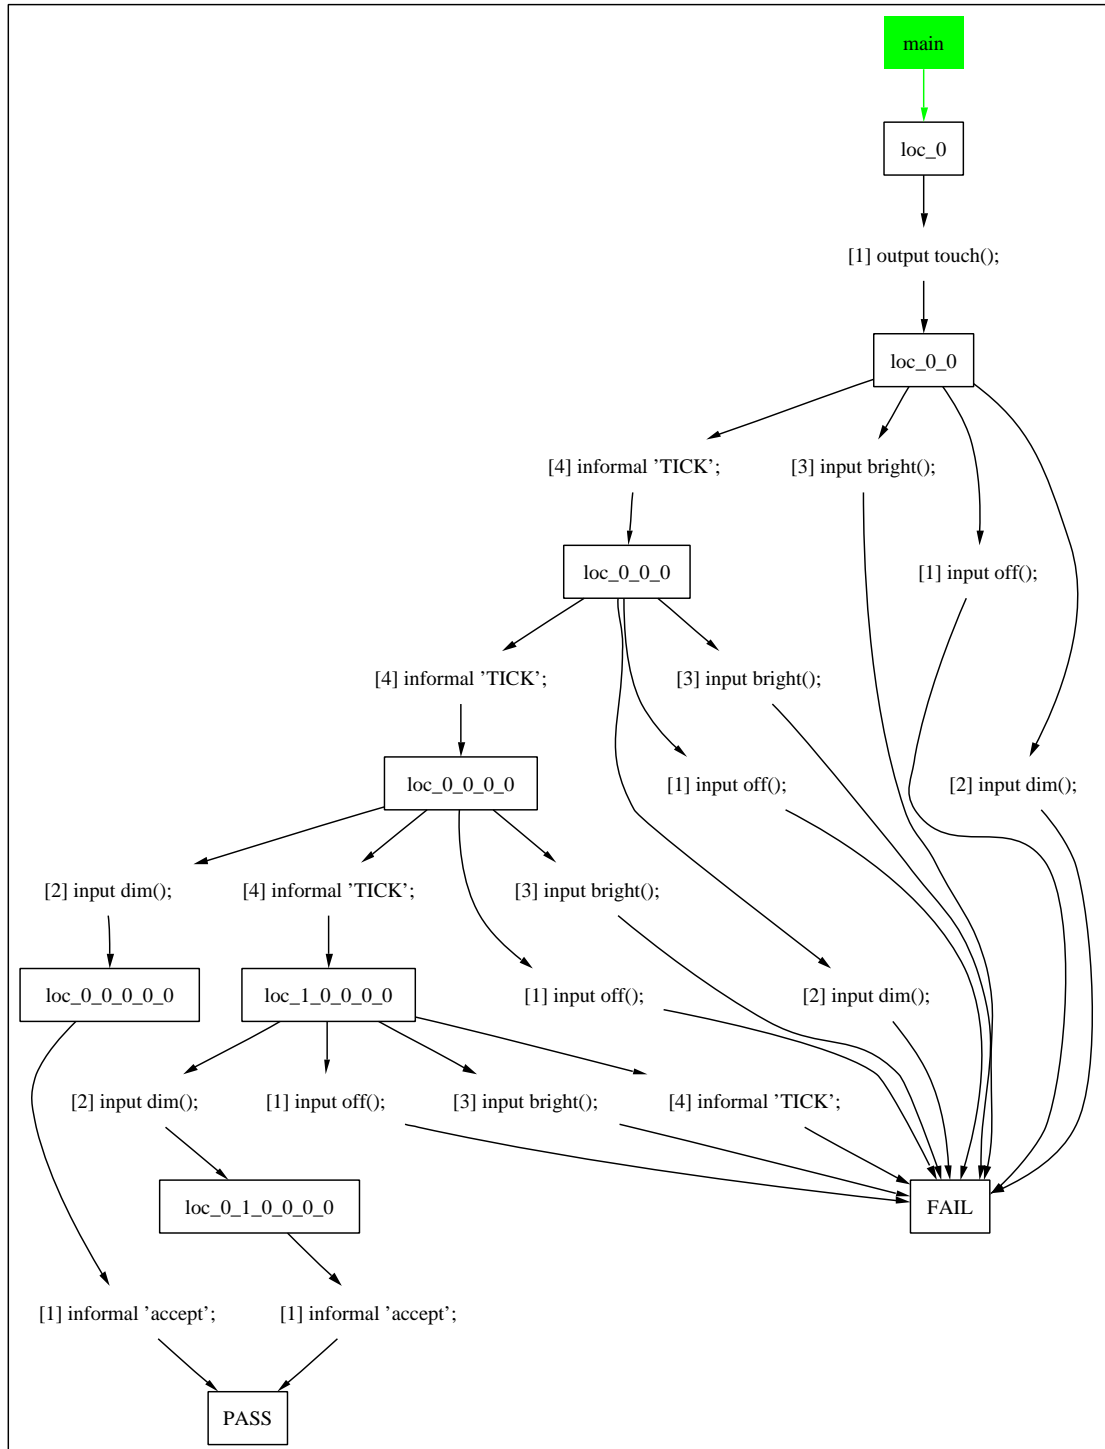 main
loc_0
[1] output touch();
loc_0_0
[4] informal ’TICK’;
[3] input bright();
loc_0_0_0
[1] input off();
[4] informal ’TICK’;
[3] input bright();
loc_0_0_0_0
[1] input off();
[2] input dim();
[2] input dim();
[4] informal ’TICK’;
[3] input bright();
loc_0_0_0_0_0
loc_1_0_0_0_0
[1] input off();
[2] input dim();
[2] input dim();
[1] input off();
[3] input bright();
[4] informal ’TICK’;
loc_0_1_0_0_0_0
FAIL
[1] informal ’accept’;
[1] informal ’accept’;
PASS